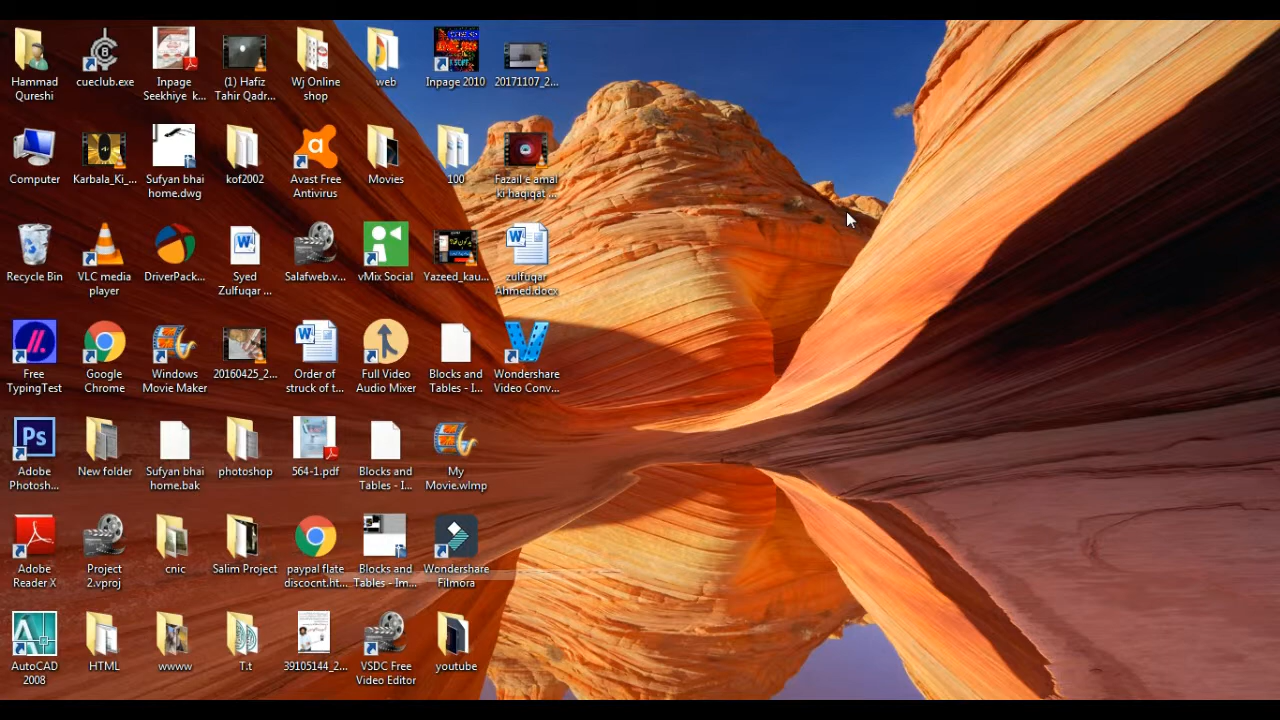 Hammad
Qureshi
cueclub.exe
Inpage
Seekhiye k...
(1) Hafiz
Tahir Qadr...
Wj Online
shop
web
Inpage 2010
20171107_2...
Computer
Karbala_Ki_...
Sufyan bhai
home.dwg
kof2002
Avast Free
Antivirus
Movies
100
Fazail e amal
ki haqiqat ...
Recycle Bin
VLC media
player
DriverPack...
Syed
Zulfuqar ...
Salafweb.v...
vMix Social
Yazeed_kau...
zulfuqar
Ahmed.docx
Free
TypingTest
Google
Chrome
Windows
Movie Maker
20160425_2...
Order of
struck of t...
Full Video
Audio Mixer
Blocks and
Tables - I...
Wondershare
Video Conv...
Ps
Adobe
Photosh...
New folder
Sufyan bhai
home.bak
photoshop
564-1.pdf
Blocks and
Tables - I...
My
Movie.wlmp
Adobe
Reader X
Project
2.vproj
cnic
Salim Project
paypal flate
discocnt.ht...
Blocks and
Tables - Im...
Wondershare
Filmora
AutoCAD
2008
HTML
wwww
T.t
39105144_2...
VSDC Free
Video Editor
youtube